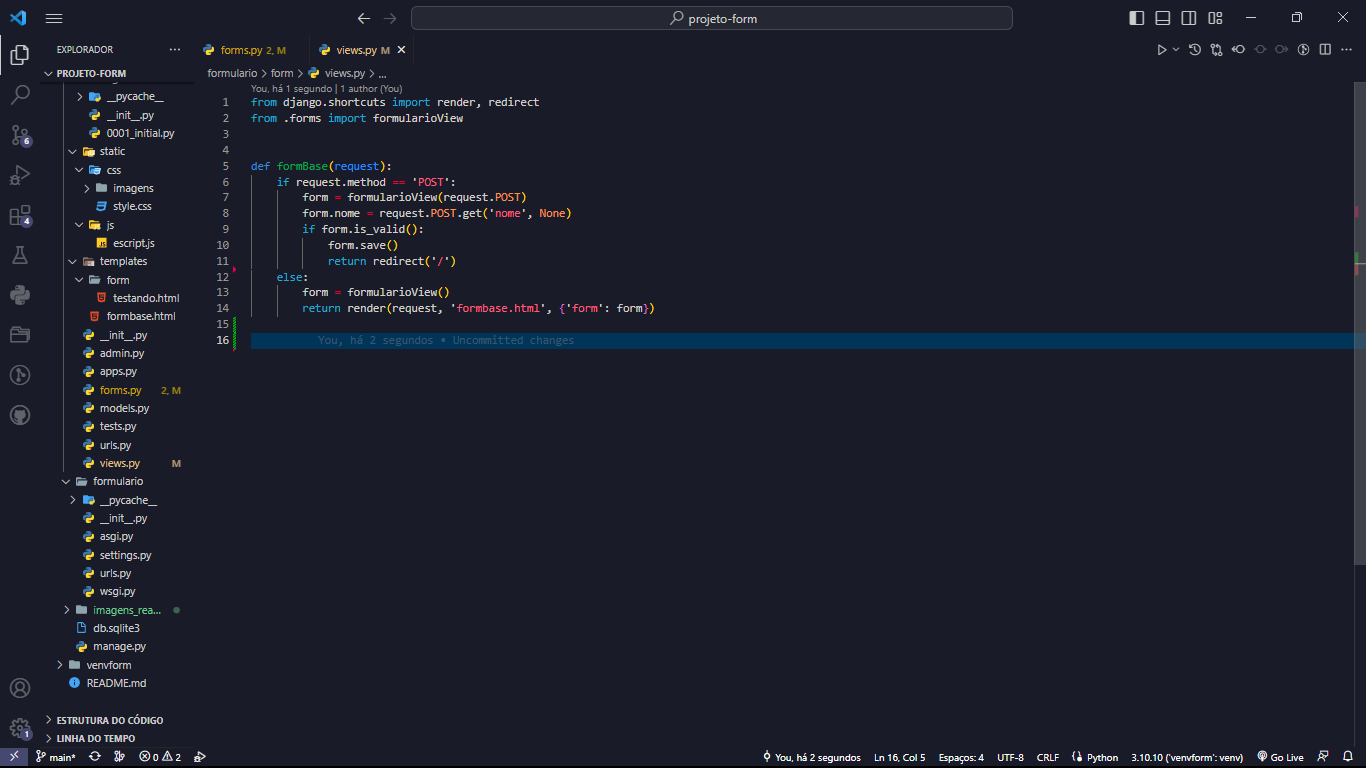 projeto-form
EXPLORADOR
PROJETO-FORM
__pycache__
__init__.py
0001_initial.py
static
css
imagens
style.css
js
escript.js
templates
form
testando.html
formbase.html
__init__.py
admin.py
apps.py
forms.py 2, M
models.py
tests.py
urls.py
views.py M
formulario
__pycache__
__init__.py
asgi.py
settings.py
urls.py
wsgi.py
imagens_rea...
db.sqlite3
manage.py
venvform
README.md
ESTRUTURA DO CÓDIGO
LINHA DO TEMPO
6
4
1
forms.py 2, M
views.py M
formulario > form > views.py > ...
You, há 1 segundo | 1 author (You)
1 from django.shortcuts import render, redirect
2 from .forms import formularioView
3
4
5 def formBase(request):
6     if request.method == 'POST':
7         form = formularioView(request.POST)
8         form.nome = request.POST.get('nome', None)
9         if form.is_valid():
10             form.save()
11             return redirect('/')
12     else:
13         form = formularioView()
14         return render(request, 'formbase.html', {'form': form})
15
16 You, há 2 segundos • Uncommitted changes
main* 0 2 You, há 2 segundos Ln 16, Col 5 Espaços: 4 UTF-8 CRLF Python 3.10.10 ('venvform': venv) Go Live